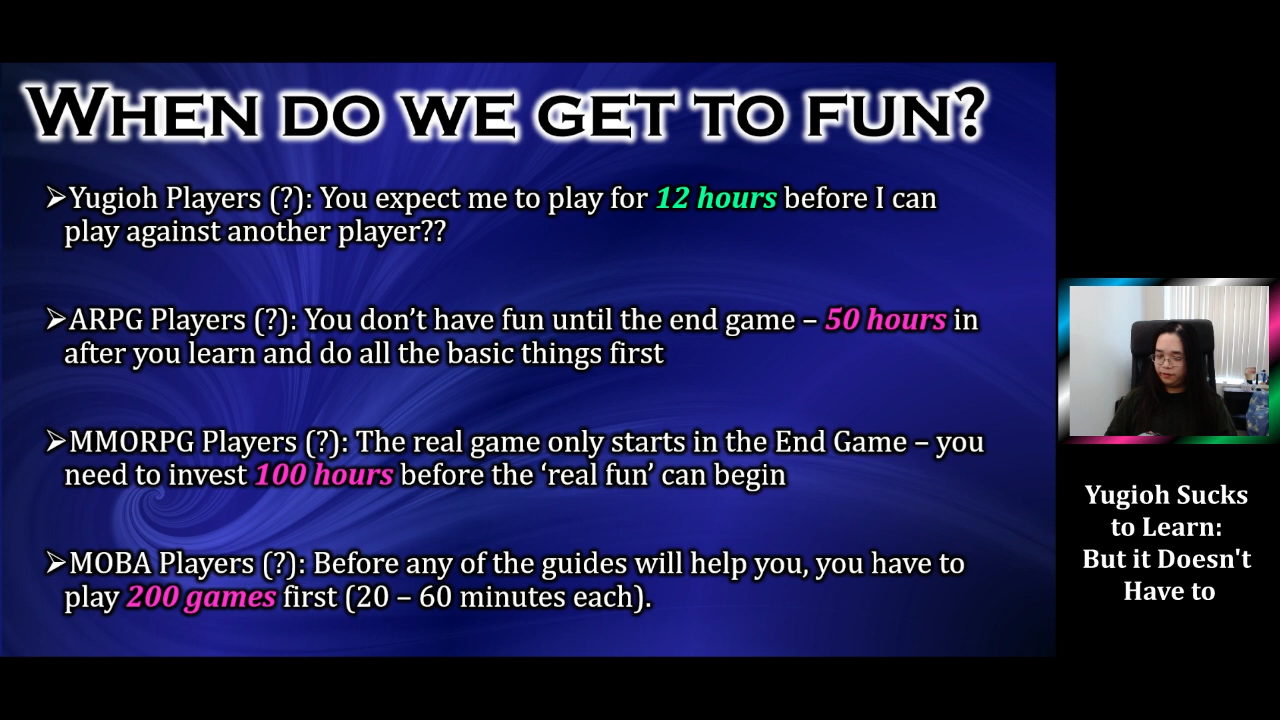 WHEN DO WE GET TO FUN?
➢Yugioh Players (?): You expect me to play for 12 hours before I can
play against another player??
➢ARPG Players (?): You don’t have fun until the end game – 50 hours in
after you learn and do all the basic things first
➢MMORPG Players (?): The real game only starts in the End Game – you
need to invest 100 hours before the ‘real fun’ can begin
➢MOBA Players (?): Before any of the guides will help you, you have to
play 200 games first (20 – 60 minutes each).
Yugioh Sucks
to Learn:
But it Doesn't
Have to